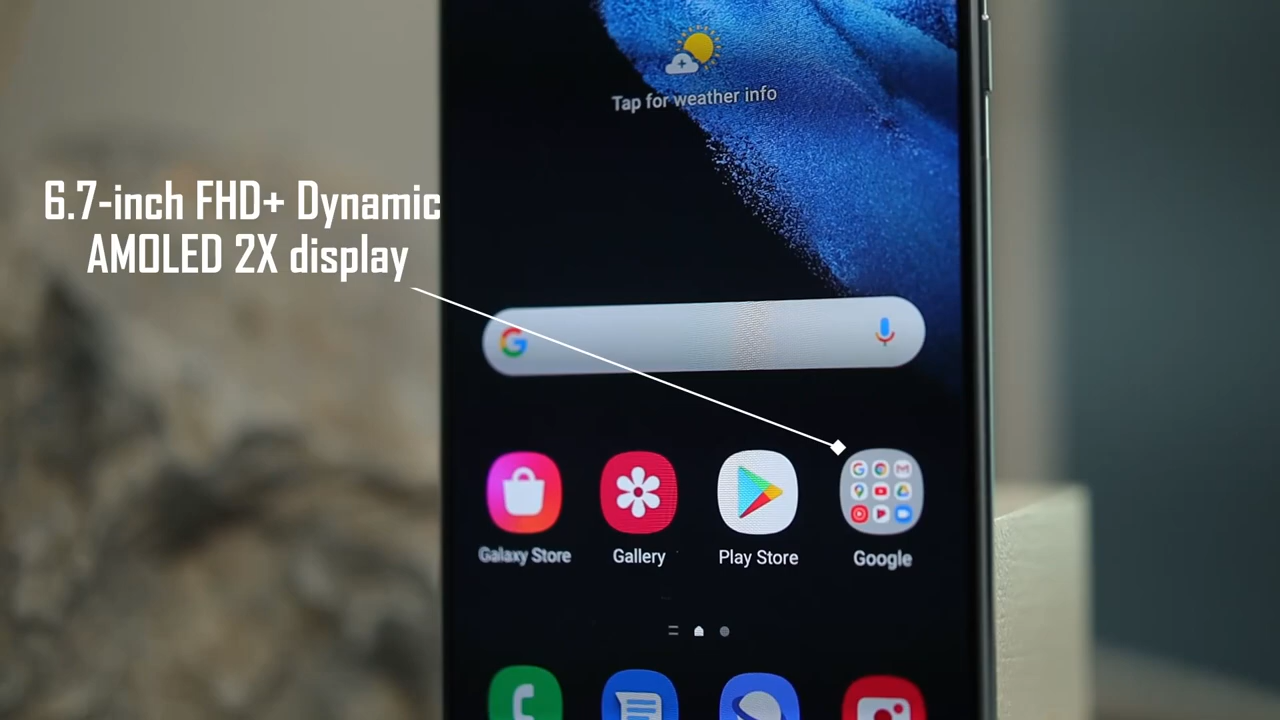 Tap for weather info
6.7-inch FHD+ Dynamic
AMOLED 2X display
Galaxy Store
Gallery
Play Store
Google